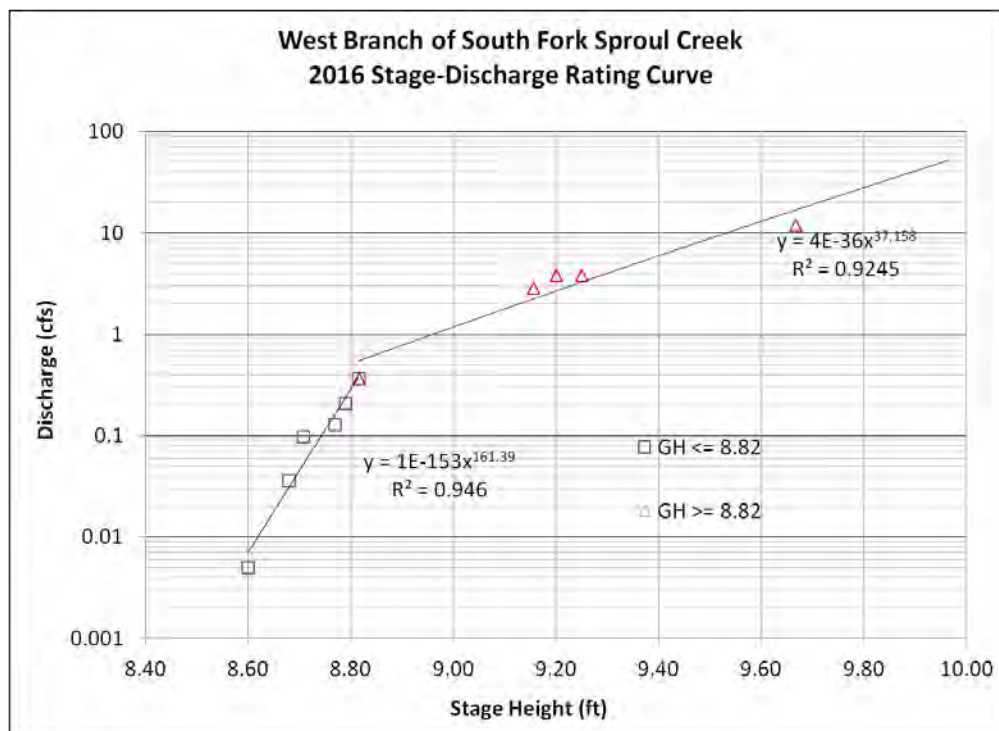 West Branch of South Fork Sproul Creek
2016 Stage-Discharge Rating Curve
100
10
1
0.1
0.01
0.001
Discharge (cfs)
y = 4E-36x^37.158
R² = 0.9245
GH <= 8.82
y = 1E-153x^161.39
R² = 0.946
GH >= 8.82
8.40 8.60 8.80 9.00 9.20 9.40 9.60 9.80 10.00
Stage Height (ft)